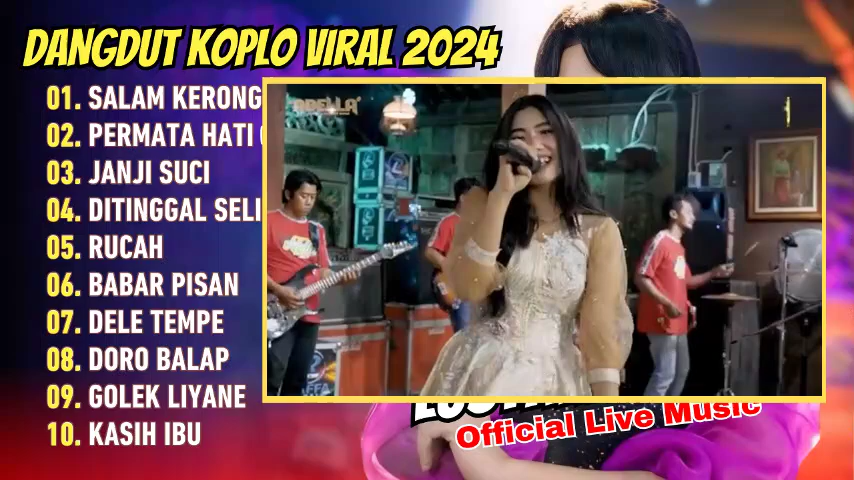 DANGDUT KOPLO VIRAL 2024
01. SALAM KERONG
02. PERMATA HATI
03. JANJI SUCI
04. DITINGGAL SELI
05. RUCAH
06. BABAR PISAN
07. DELE TEMPE
08. DORO BALAP
09. GOLEK LIYANE
10. KASIH IBU
ADELLA
Official Live Music